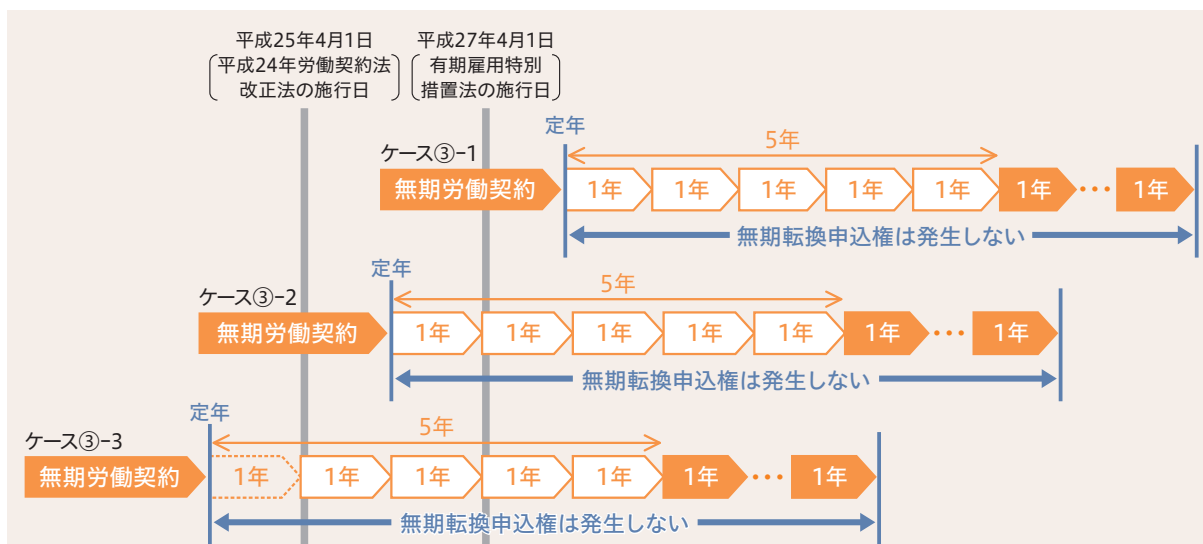 平成25年4月1日
平成24年労働契約法
改正法の施行日
平成27年4月1日
有期雇用特別
措置法の施行日
定年
5年
ケース③-1
無期労働契約
1年 1年 1年 1年 1年 1年 ・・・ 1年
無期転換申込権は発生しない
定年
5年
ケース③-2
無期労働契約
1年 1年 1年 1年 1年 1年 ・・・ 1年
無期転換申込権は発生しない
定年
5年
ケース③-3
無期労働契約
1年 1年 1年 1年 1年 1年 ・・・ 1年
無期転換申込権は発生しない